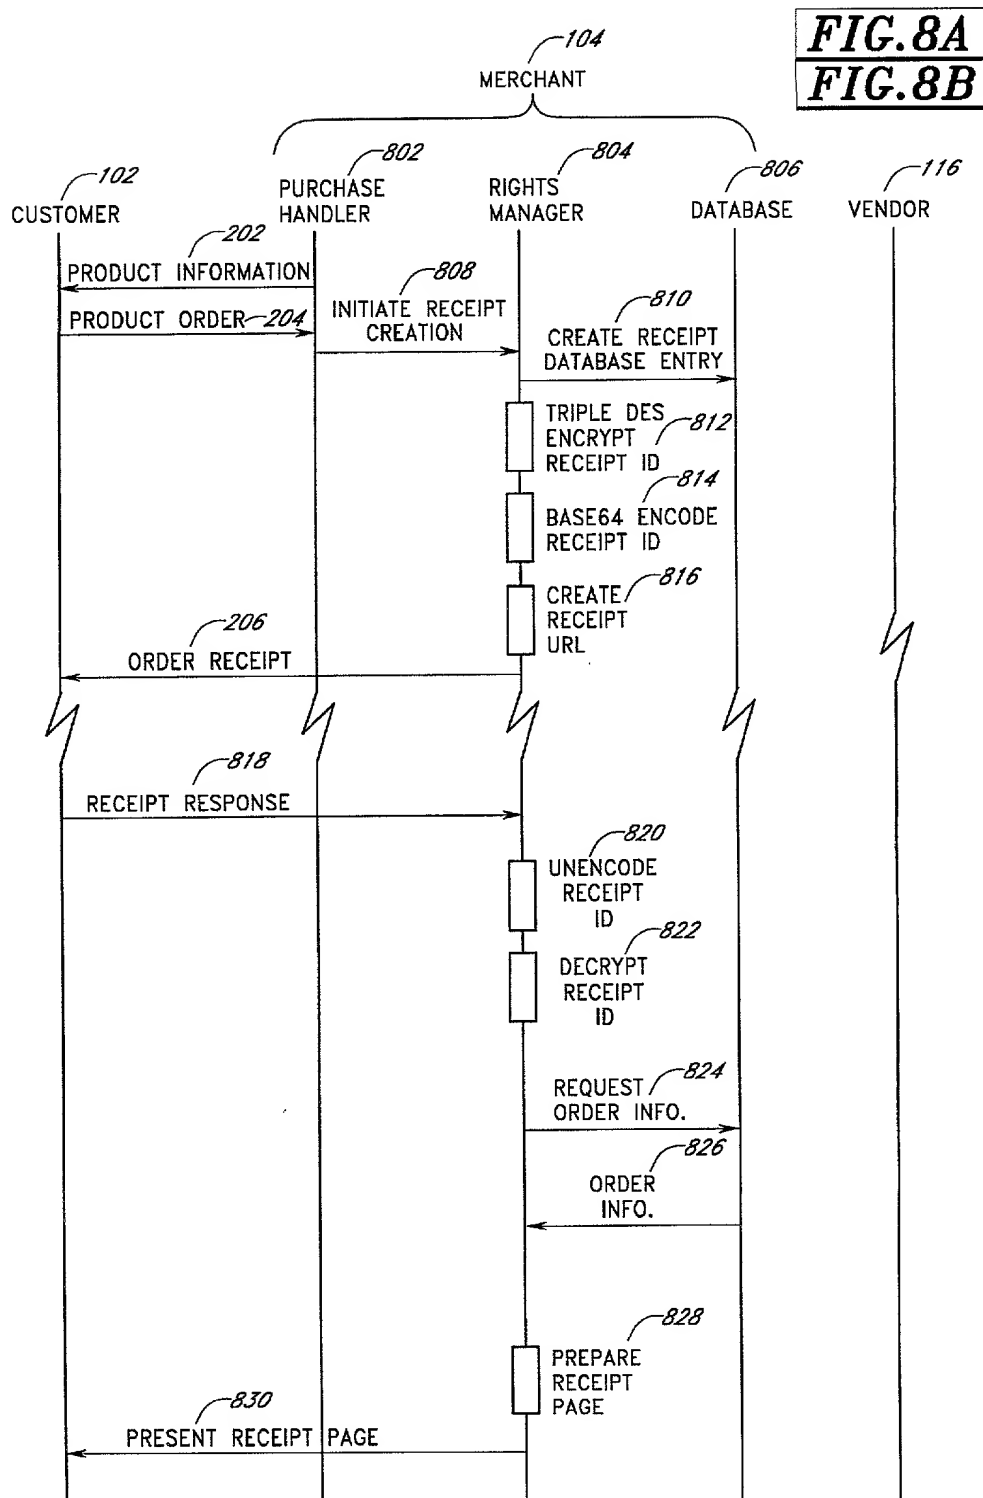 FIG.8A
FIG.8B
104
MERCHANT
102
CUSTOMER
802
PURCHASE
HANDLER
804
RIGHTS
MANAGER
806
DATABASE
116
VENDOR
202
PRODUCT INFORMATION
PRODUCT ORDER 204
808
INITIATE RECEIPT
CREATION
810
CREATE RECEIPT
DATABASE ENTRY
TRIPLE DES
ENCRYPT 812
RECEIPT ID
814
BASE64 ENCODE
RECEIPT ID
816
CREATE
RECEIPT
URL
206
ORDER RECEIPT
818
RECEIPT RESPONSE
820
UNENCODE
RECEIPT
ID
822
DECRYPT
RECEIPT
ID
824
REQUEST
ORDER INFO.
826
ORDER
INFO.
828
PREPARE
RECEIPT
PAGE
830
PRESENT RECEIPT PAGE